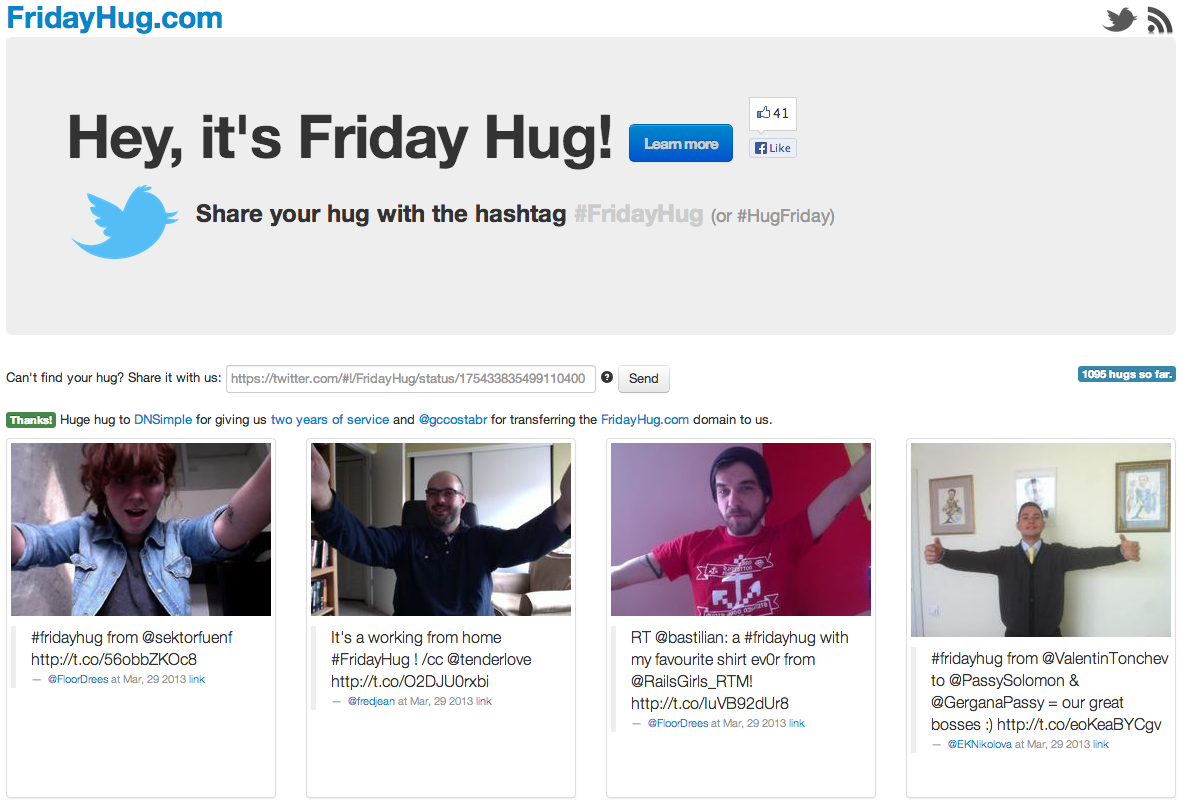 FridayHug.com
Hey, it's Friday Hug!
Learn more
41
Like
Share your hug with the hashtag #FridayHug (or #HugFriday)
Can't find your hug? Share it with us: https://twitter.com/#!/FridayHug/status/175433835499110400 ? Send
1095 hugs so far.
Thanks! Huge hug to DNSimple for giving us two years of service and @gccostabr for transferring the FridayHug.com domain to us.
#fridayhug from @sektorfuenf
http://t.co/56obbZKOc8
— @FloorDrees at Mar, 29 2013 link
It's a working from home
#FridayHug ! /cc @tenderlove
http://t.co/O2DJU0rxbi
— @fredjean at Mar, 29 2013 link
RT @bastilian: a #fridayhug with
my favourite shirt ev0r from
@RailsGirls_RTM!
http://t.co/luVB92dUr8
— @FloorDrees at Mar, 29 2013 link
#fridayhug from @ValentinTonchev
to @PassySolomon &
@GerganaPassy = our great
bosses :) http://t.co/eoKeaBYCgv
— @EKNikolova at Mar, 29 2013 link